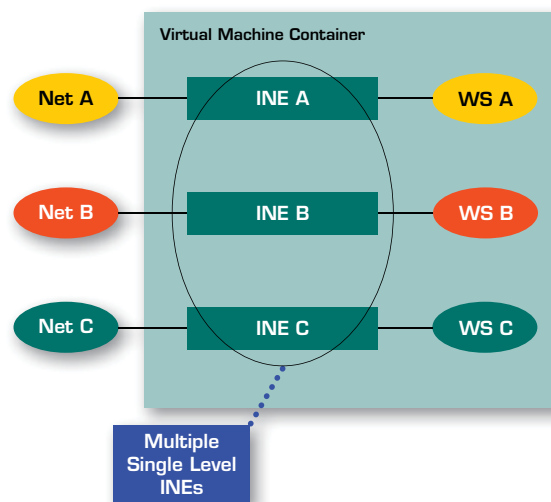 Virtual Machine Container
Net A
INE A
WS A
Net B
INE B
WS B
Net C
INE C
WS C
Multiple
Single Level
INEs